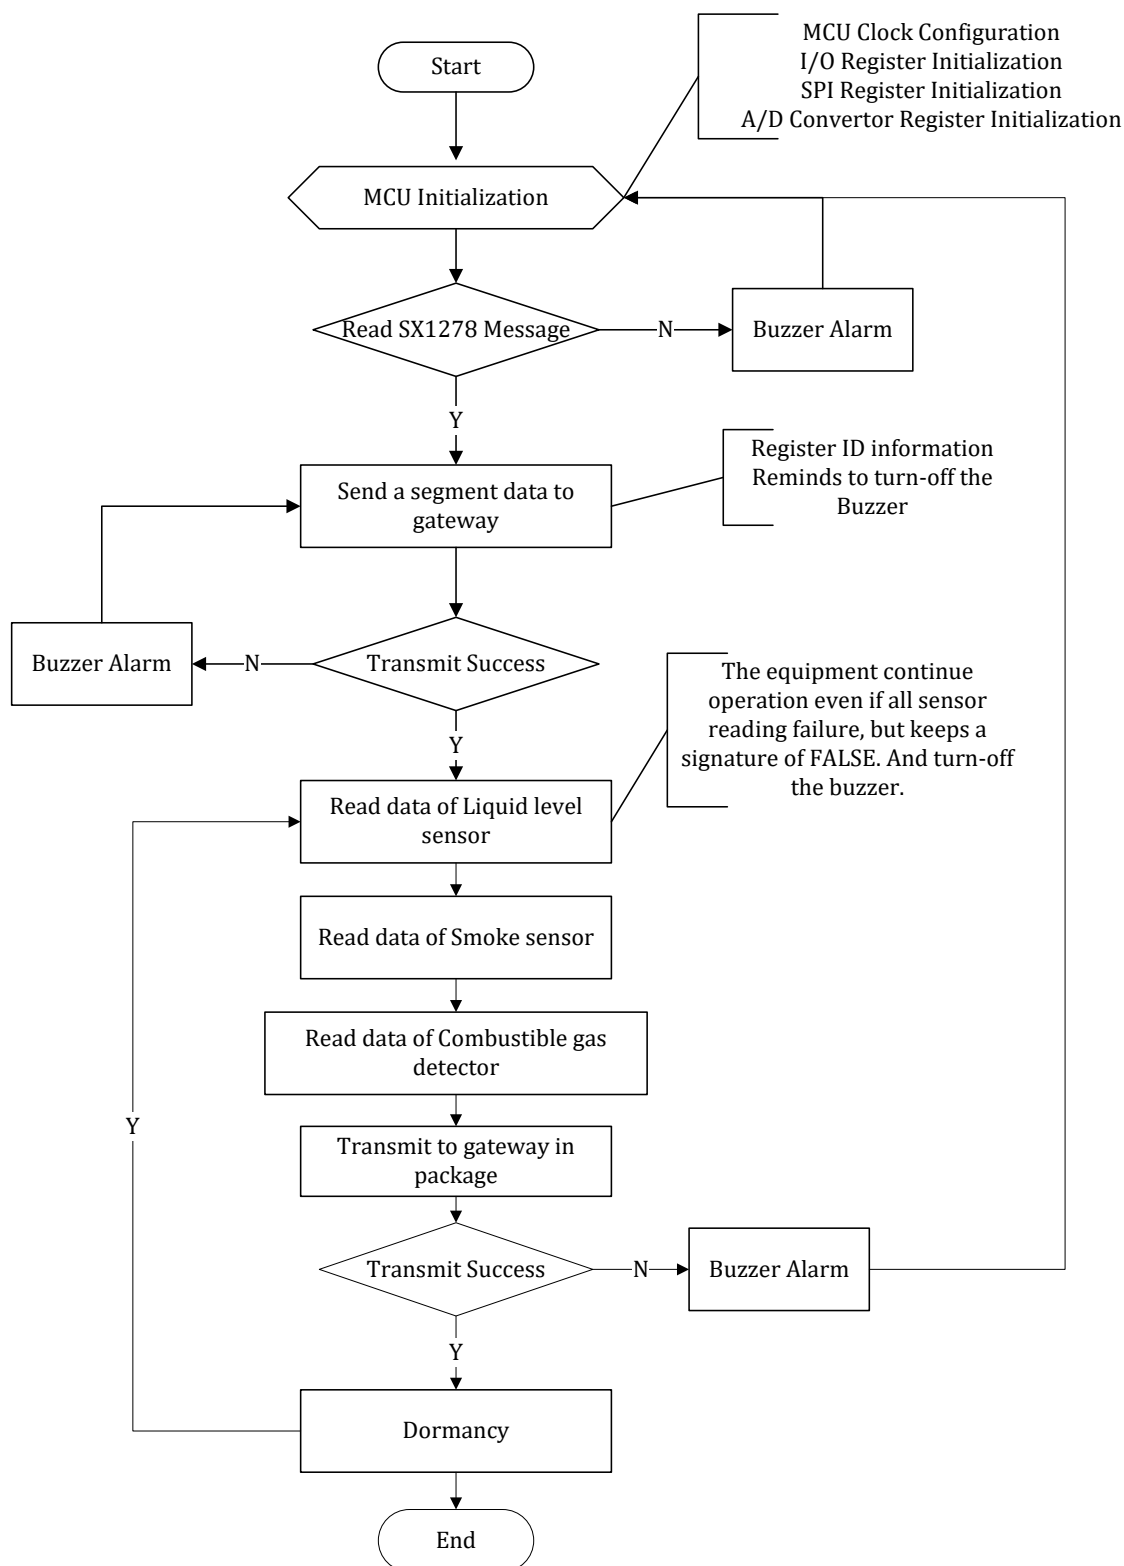 MCU Clock Configuration
I/O Register Initialization
SPI Register Initialization
A/D Convertor Register Initialization
Start
MCU Initialization
Read SX1278 Message
N
Buzzer Alarm
Y
Register ID information
Reminds to turn-off the
Buzzer
Send a segment data to
gateway
Buzzer Alarm
N
Transmit Success
The equipment continue
operation even if all sensor
reading failure, but keeps a
signature of FALSE. And turn-off
the buzzer.
Y
Read data of Liquid level
sensor
Read data of Smoke sensor
Read data of Combustible gas
detector
Y
Transmit to gateway in
package
Transmit Success
N
Buzzer Alarm
Y
Dormancy
End